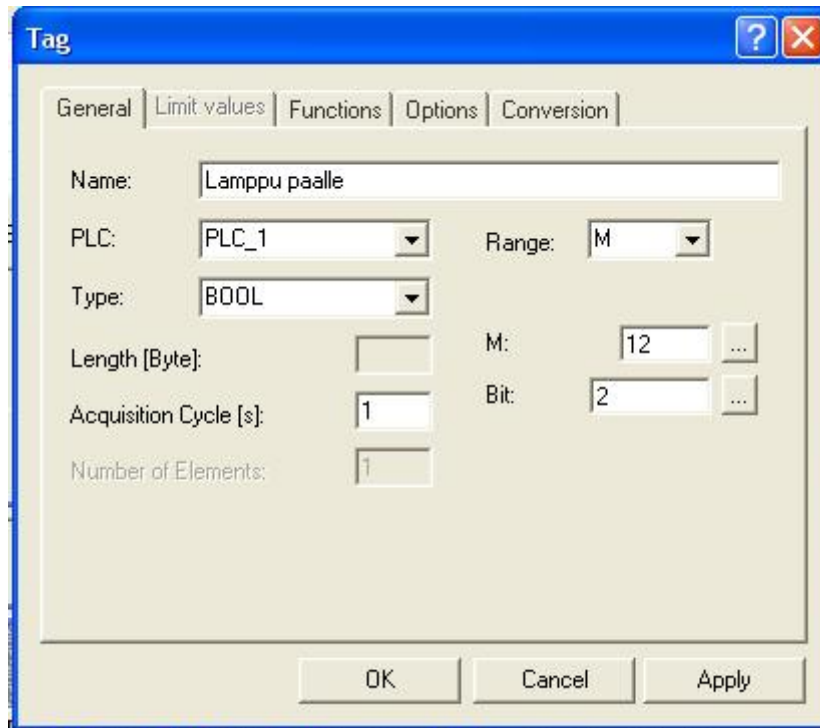 Tag
General Limit values Functions Options Conversion
Name: Lamppu paalle
PLC: PLC_1 Range: M
Type: BOOL
Length [Byte]: M: 12 ...
Acquisition Cycle [s]: 1 Bit: 2 ...
Number of Elements: 1
OK Cancel Apply